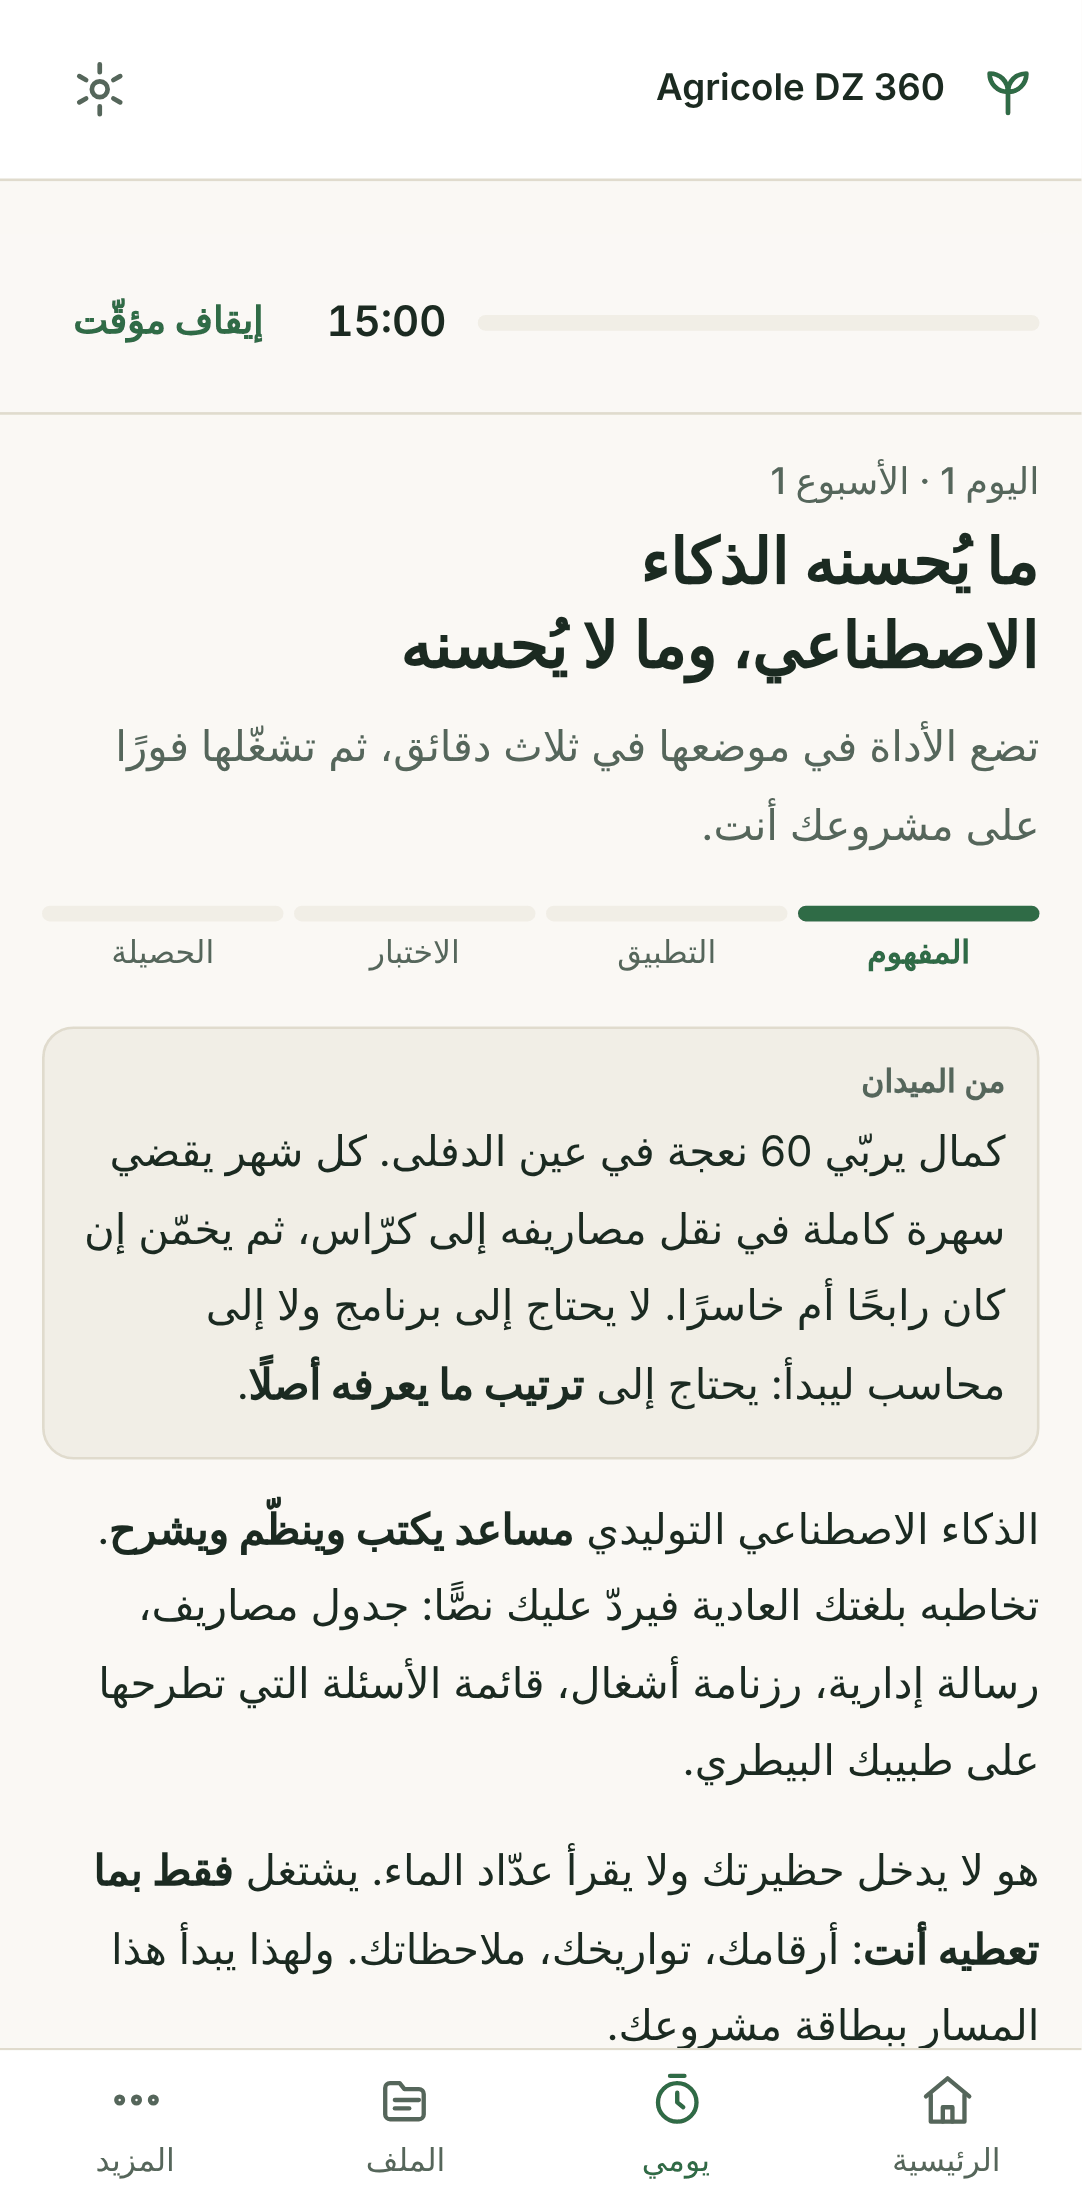 Agricole DZ 360
15:00 إيقاف مؤقّت
اليوم 1 · الأسبوع 1
ما يُحسنه الذكاء
الاصطناعي، وما لا يُحسنه
تضع الأداة في موضعها في ثلاث دقائق، ثم تشغّلها فورًا
على مشروعك أنت.
المفهوم التطبيق الاختبار الحصيلة
من الميدان
كمال يربّي 60 نعجة في عين الدفلى. كل شهر يقضي
سهرة كاملة في نقل مصاريفه إلى كرّاس، ثم يخمّن إن
كان رابحًا أم خاسرًا. لا يحتاج إلى برنامج ولا إلى
محاسب ليبدأ: يحتاج إلى ترتيب ما يعرفه أصلًا.
الذكاء الاصطناعي التوليدي مساعد يكتب وينظّم ويشرح.
تخاطبه بلغتك العادية فيردّ عليك نصًّا: جدول مصاريف،
رسالة إدارية، رزنامة أشغال، قائمة الأسئلة التي تطرحها
على طبيبك البيطري.
هو لا يدخل حظيرتك ولا يقرأ عدّاد الماء. يشتغل فقط بما
تعطيه أنت: أرقامك، تواريخك، ملاحظاتك. ولهذا يبدأ هذا
المسار ببطاقة مشروعك.
الرئيسية يومي الملف المزيد